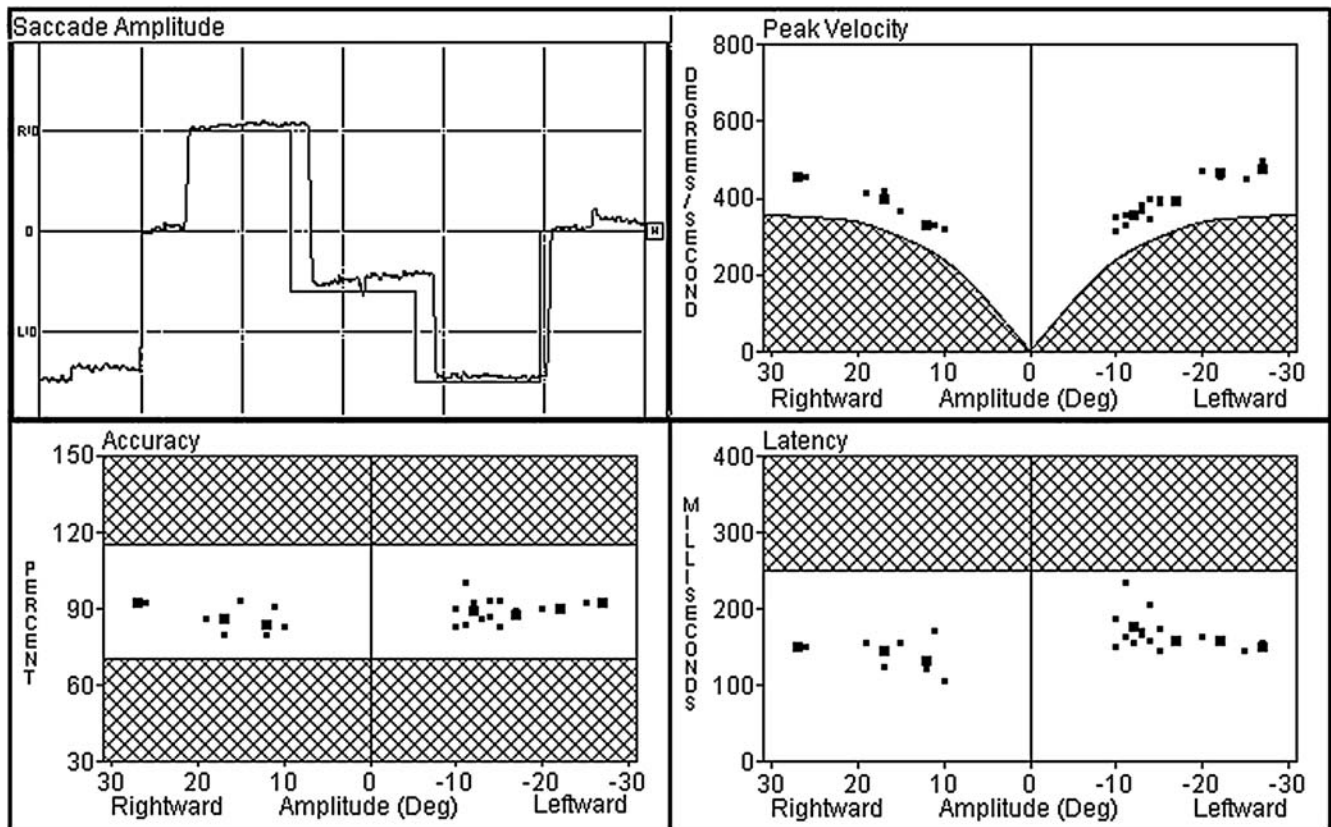 Saccade Amplitude
R10
0
L10
H
Peak Velocity
DEGREES/SECOND
800
600
400
200
0
30 20 10 0 -10 -20 -30
Rightward Amplitude (Deg) Leftward
Accuracy
PERCENT
150
120
90
60
30
30 20 10 0 -10 -20 -30
Rightward Amplitude (Deg) Leftward
Latency
MILLISECONDS
400
300
200
100
0
30 20 10 0 -10 -20 -30
Rightward Amplitude (Deg) Leftward